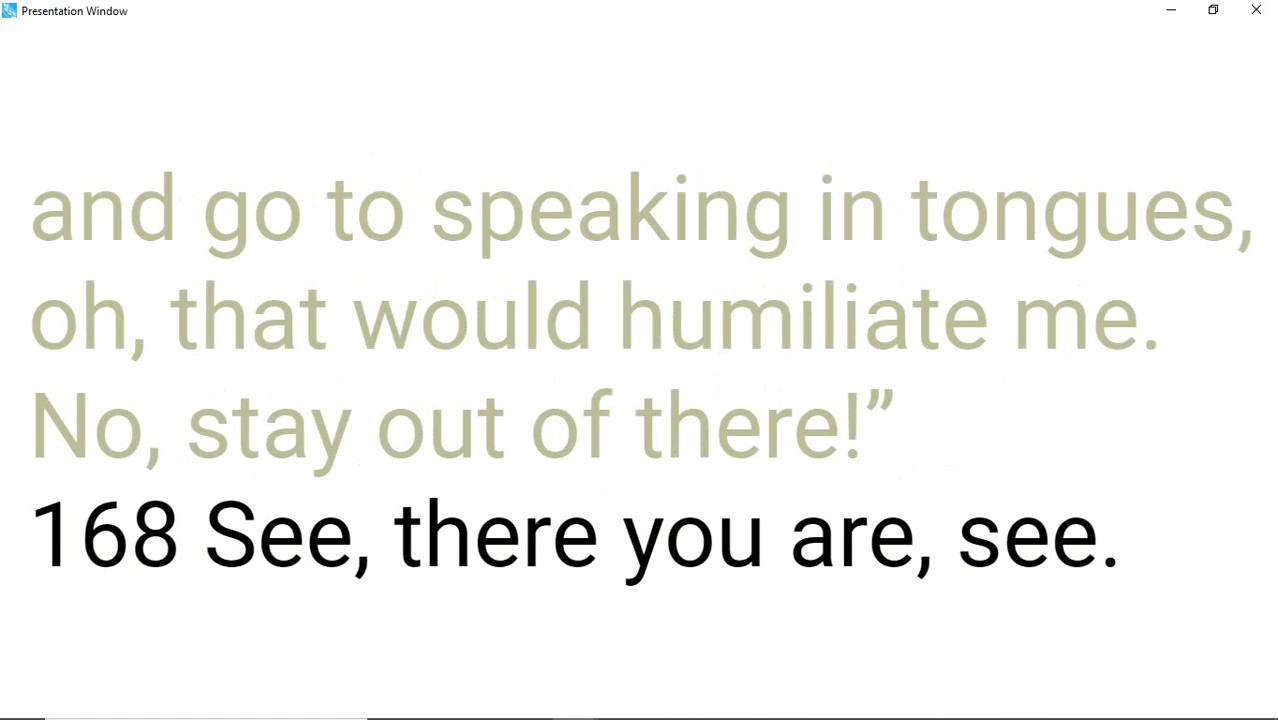 Presentation Window
and go to speaking in tongues,
oh, that would humiliate me.
No, stay out of there!”
168 See, there you are, see.